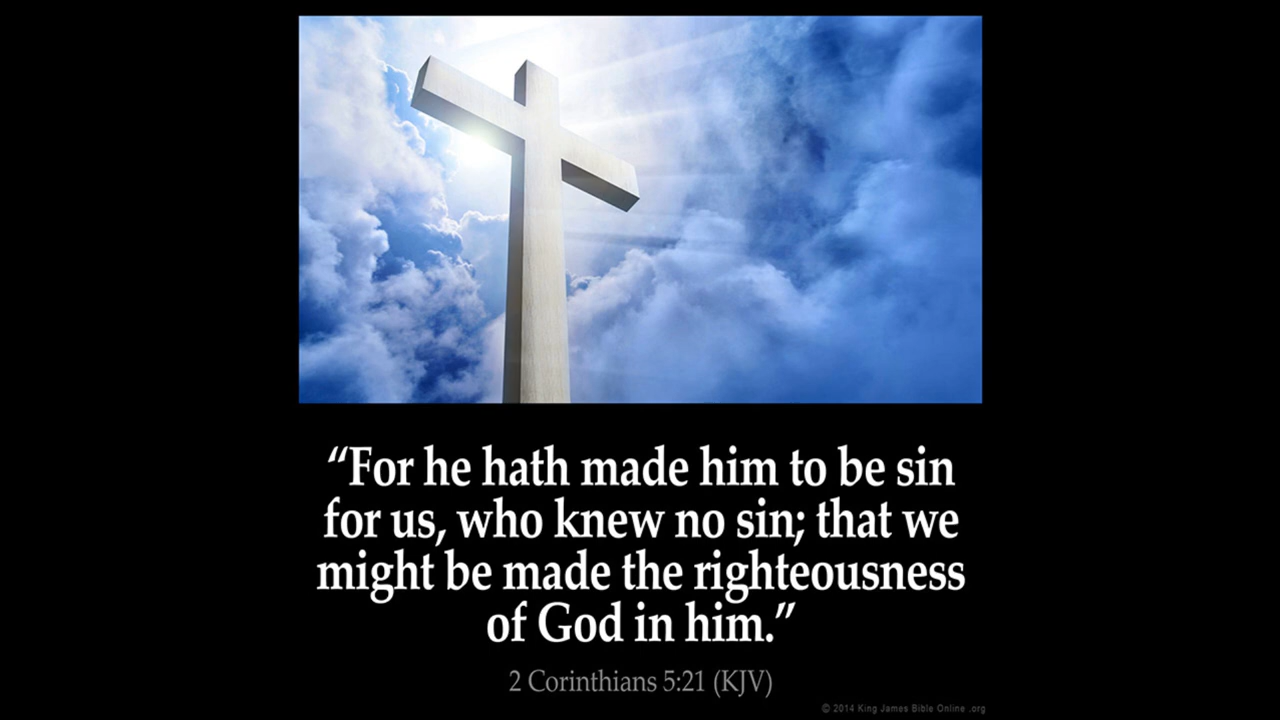 “For he hath made him to be sin
for us, who knew no sin; that we
might be made the righteousness
of God in him.”
2 Corinthians 5:21 (KJV)
© 2014 King James Bible Online .org